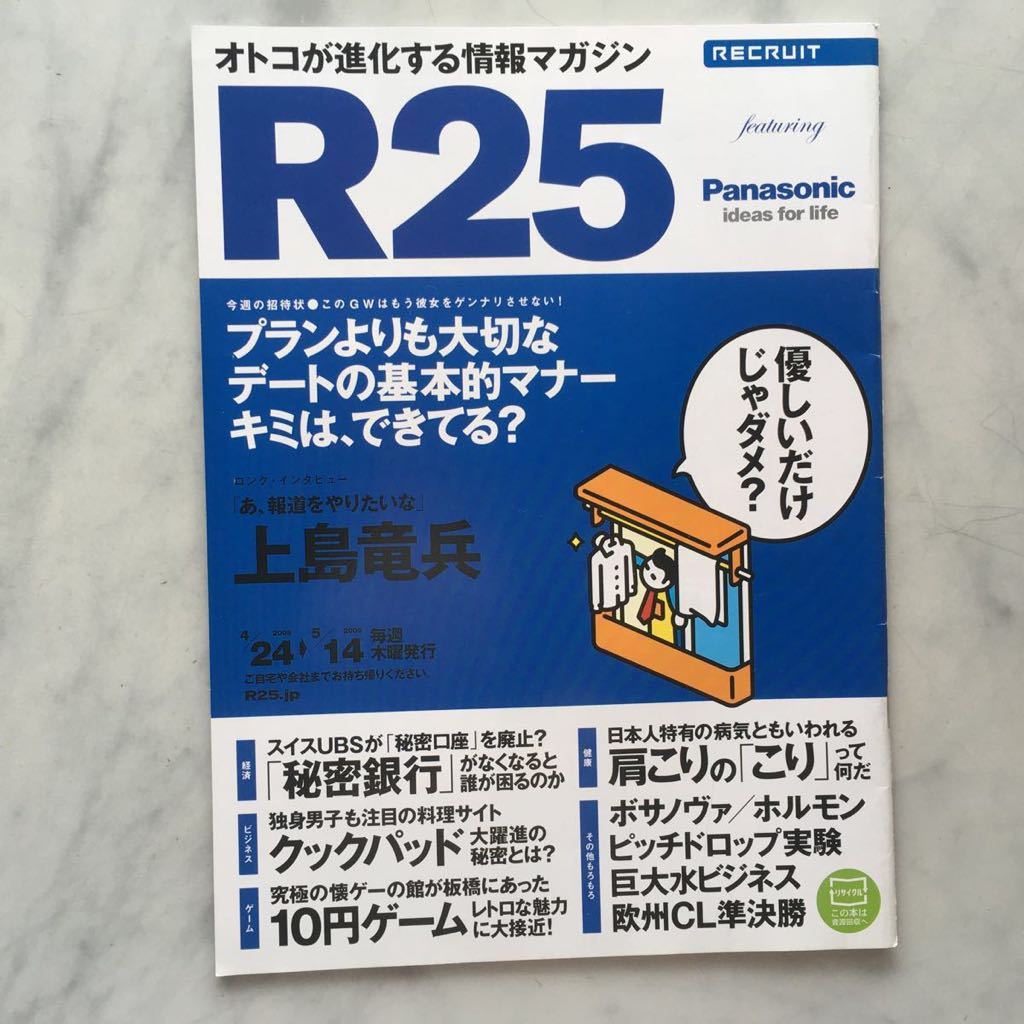 オトコが進化する情報マガジン
RECRUIT
R25
featuring
Panasonic
ideas for life
今週の招待状●このGWはもう彼女をゲンナリさせない！
プランよりも大切な
デートの基本的マナー
キミは、できてる？
優しいだけ
じゃダメ？
ロング・インタビュー
「あ、報道をやりたいな」
上島竜兵
4/24 2009 5/14 2009 毎週
木曜発行
ご自宅や会社までお持ち帰りください。
R25.jp
経済
スイスUBSが「秘密口座」を廃止？
「秘密銀行」がなくなると
誰が困るのか
ビジネス
独身男子も注目の料理サイト
クックパッド 大躍進の
秘密とは？
ゲーム
究極の懐ゲーの館が板橋にあった
10円ゲーム レトロな魅力
に大接近！
健康
日本人特有の病気ともいわれる
肩こりの「こり」って
何だ
その他もろもろ
ボサノヴァ／ホルモン
ピッチドロップ実験
巨大水ビジネス
欧州CL準決勝
リサイクル
この本は
資源回収へ